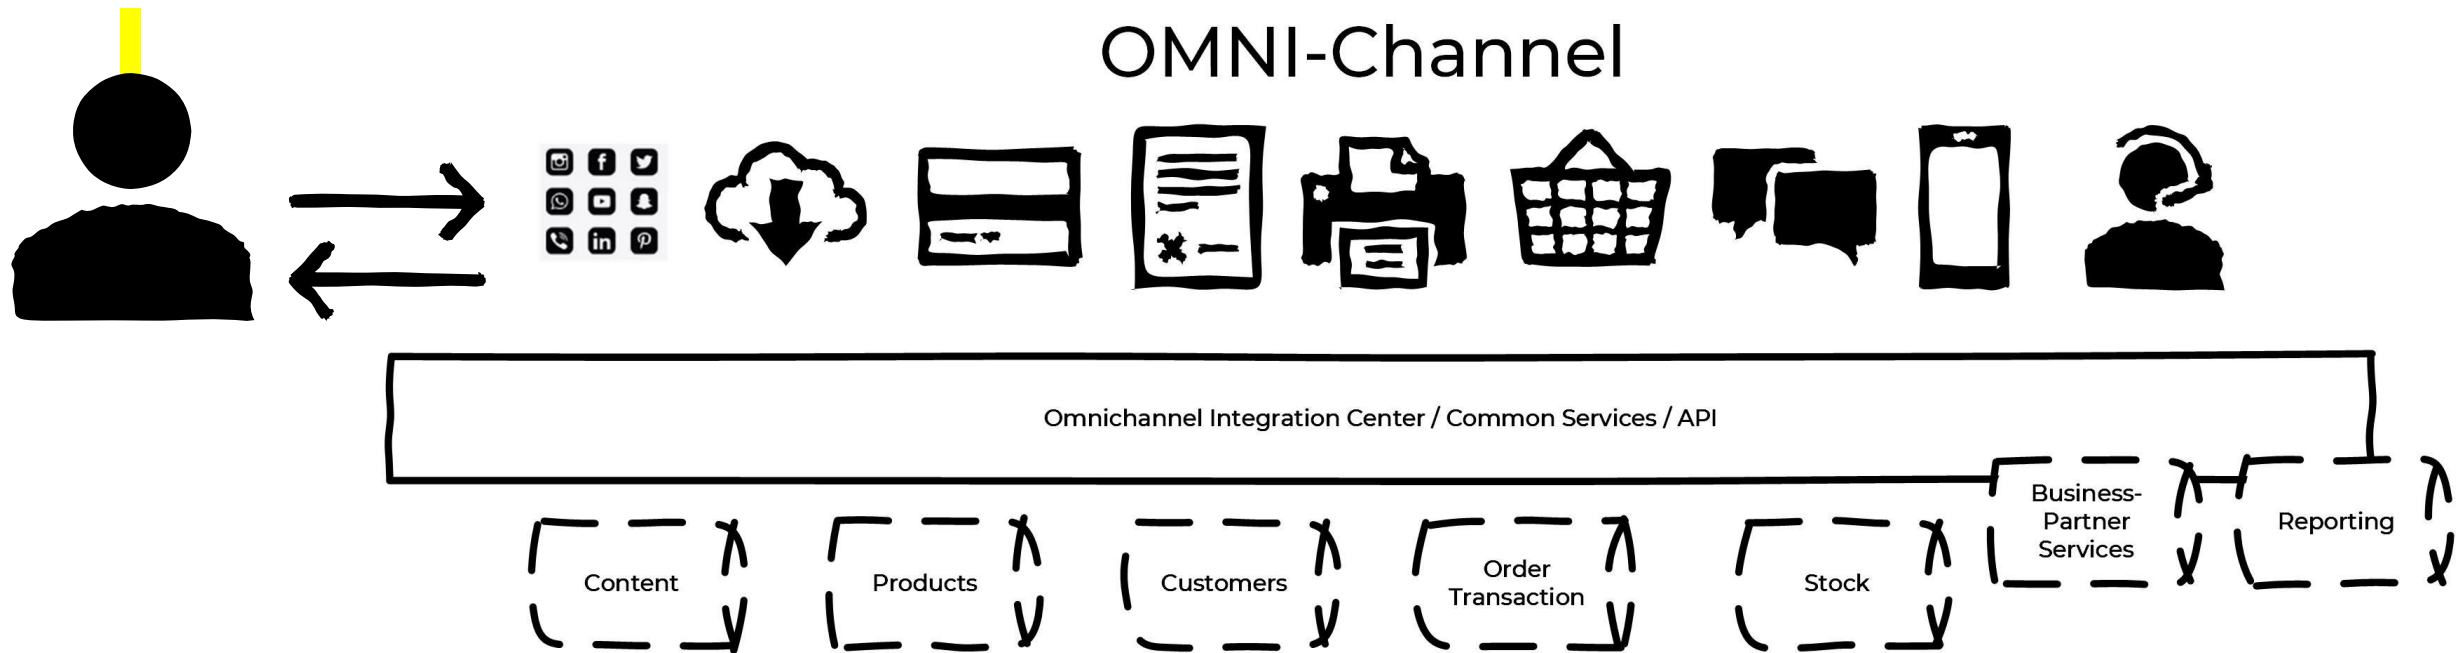 OMNI-Channel
Omnichannel Integration Center / Common Services / API
Business-
Partner
Services
Reporting
Content
Products
Customers
Order
Transaction
Stock